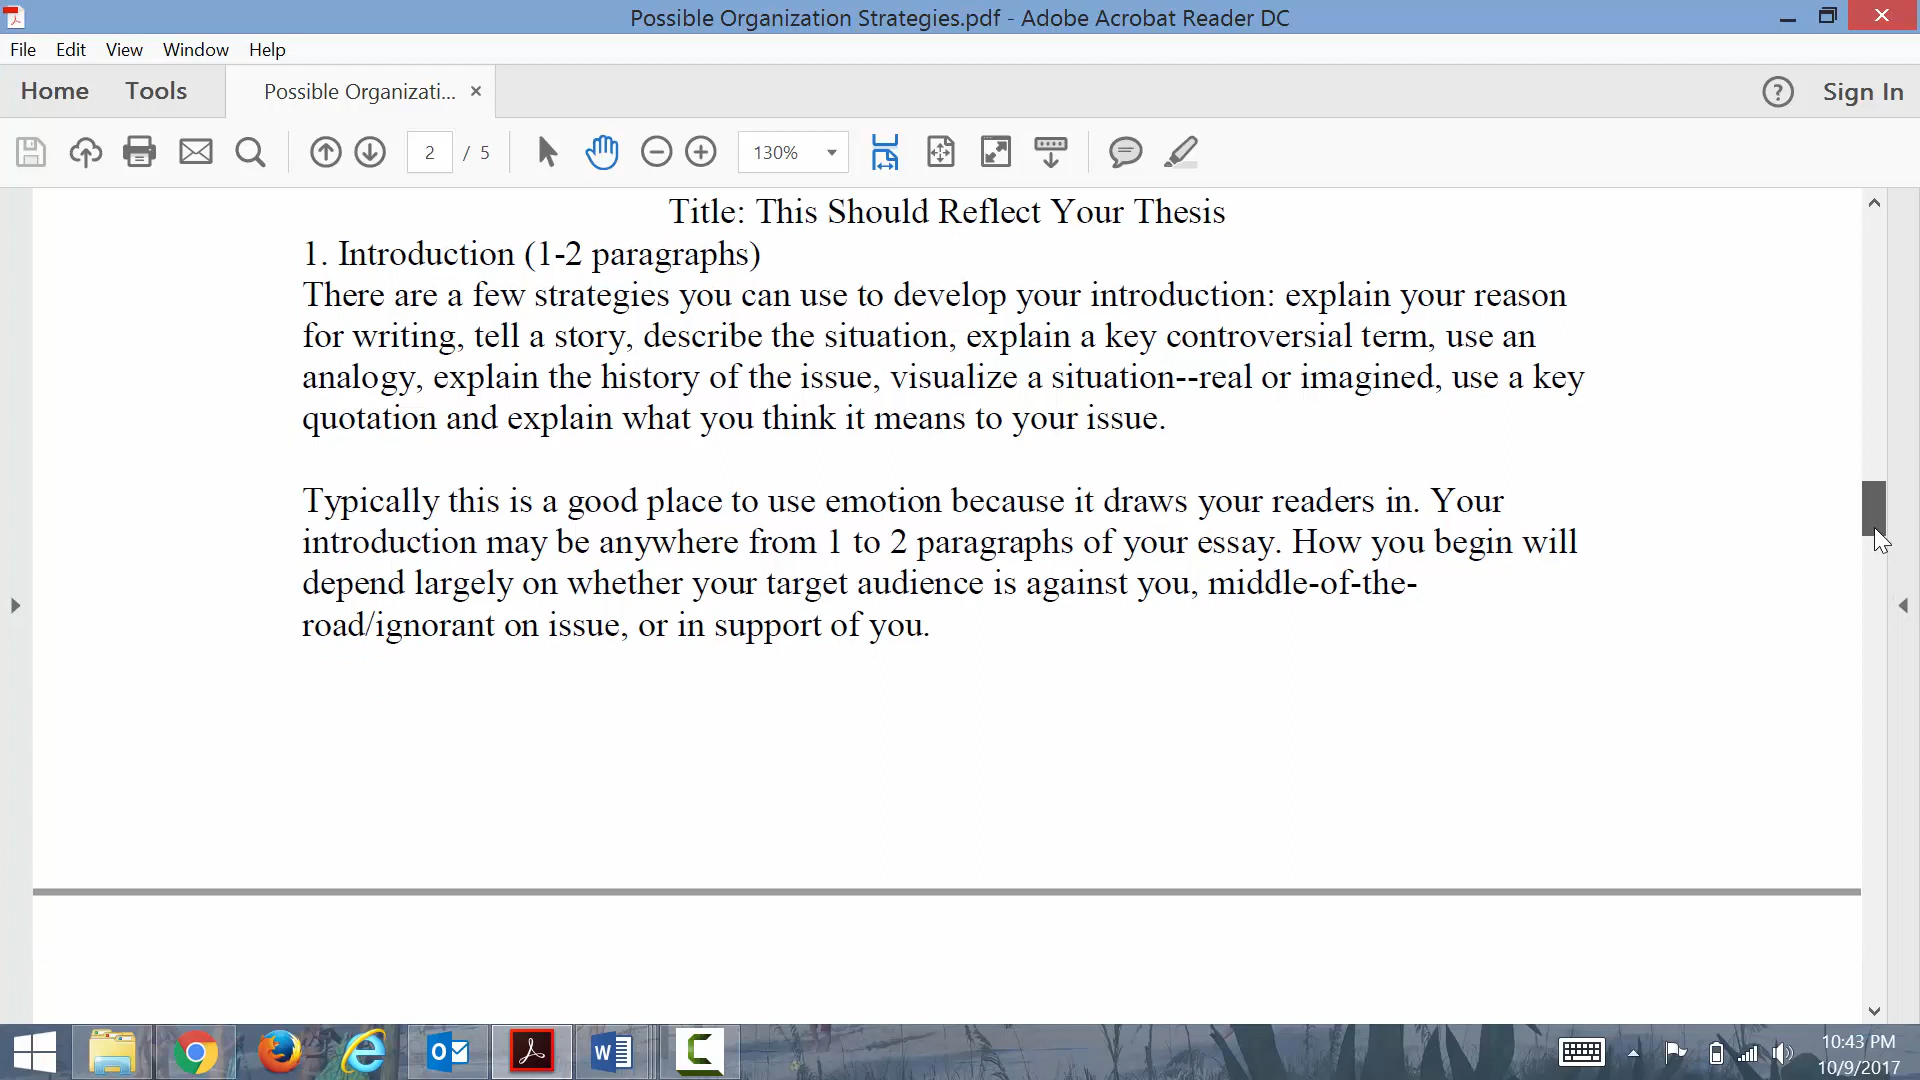 Possible Organization Strategies.pdf - Adobe Acrobat Reader DC
File Edit View Window Help
Home Tools Possible Organizati... × ? Sign In
2 / 5 130%
Title: This Should Reflect Your Thesis
1. Introduction (1-2 paragraphs)
There are a few strategies you can use to develop your introduction: explain your reason
for writing, tell a story, describe the situation, explain a key controversial term, use an
analogy, explain the history of the issue, visualize a situation--real or imagined, use a key
quotation and explain what you think it means to your issue.
Typically this is a good place to use emotion because it draws your readers in. Your
introduction may be anywhere from 1 to 2 paragraphs of your essay. How you begin will
depend largely on whether your target audience is against you, middle-of-the-
road/ignorant on issue, or in support of you.
10:43 PM
10/9/2017